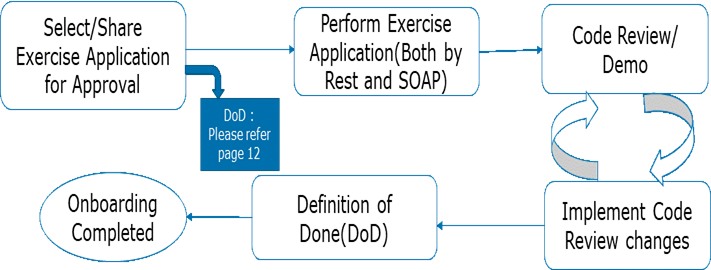 Select/Share
Exercise Application
for Approval
Perform Exercise
Application(Both by
Rest and SOAP)
Code Review/
Demo
DoD :
Please refer
page 12
Implement Code
Review changes
Definition of
Done(DoD)
Onboarding
Completed